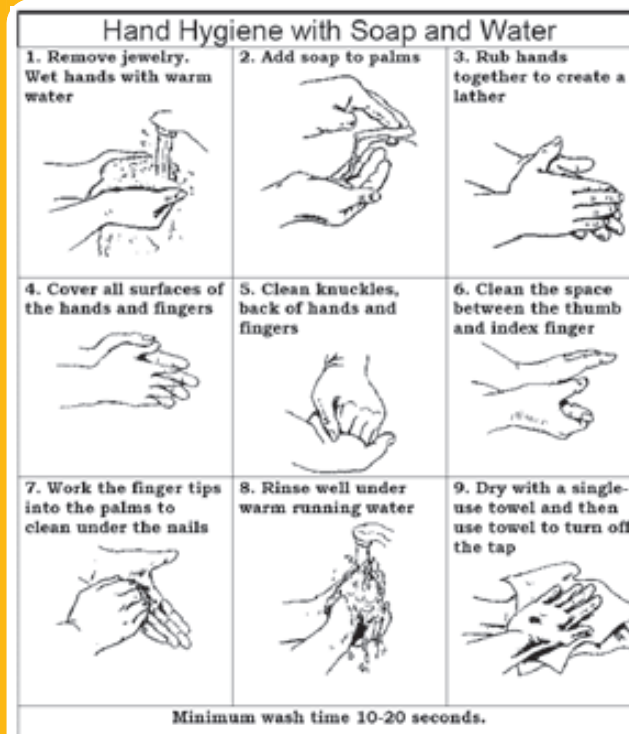 Hand Hygiene with Soap and Water
1. Remove jewelry.
Wet hands with warm
water
2. Add soap to palms
3. Rub hands
together to create a
lather
4. Cover all surfaces of
the hands and fingers
5. Clean knuckles,
back of hands and
fingers
6. Clean the space
between the thumb
and index finger
7. Work the finger tips
into the palms to
clean under the nails
8. Rinse well under
warm running water
9. Dry with a single-
use towel and then
use towel to turn off
the tap
Minimum wash time 10-20 seconds.